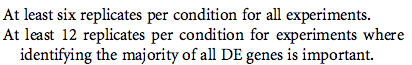 At least six replicates per condition for all experiments.
At least 12 replicates per condition for experiments where
identifying the majority of all DE genes is important.